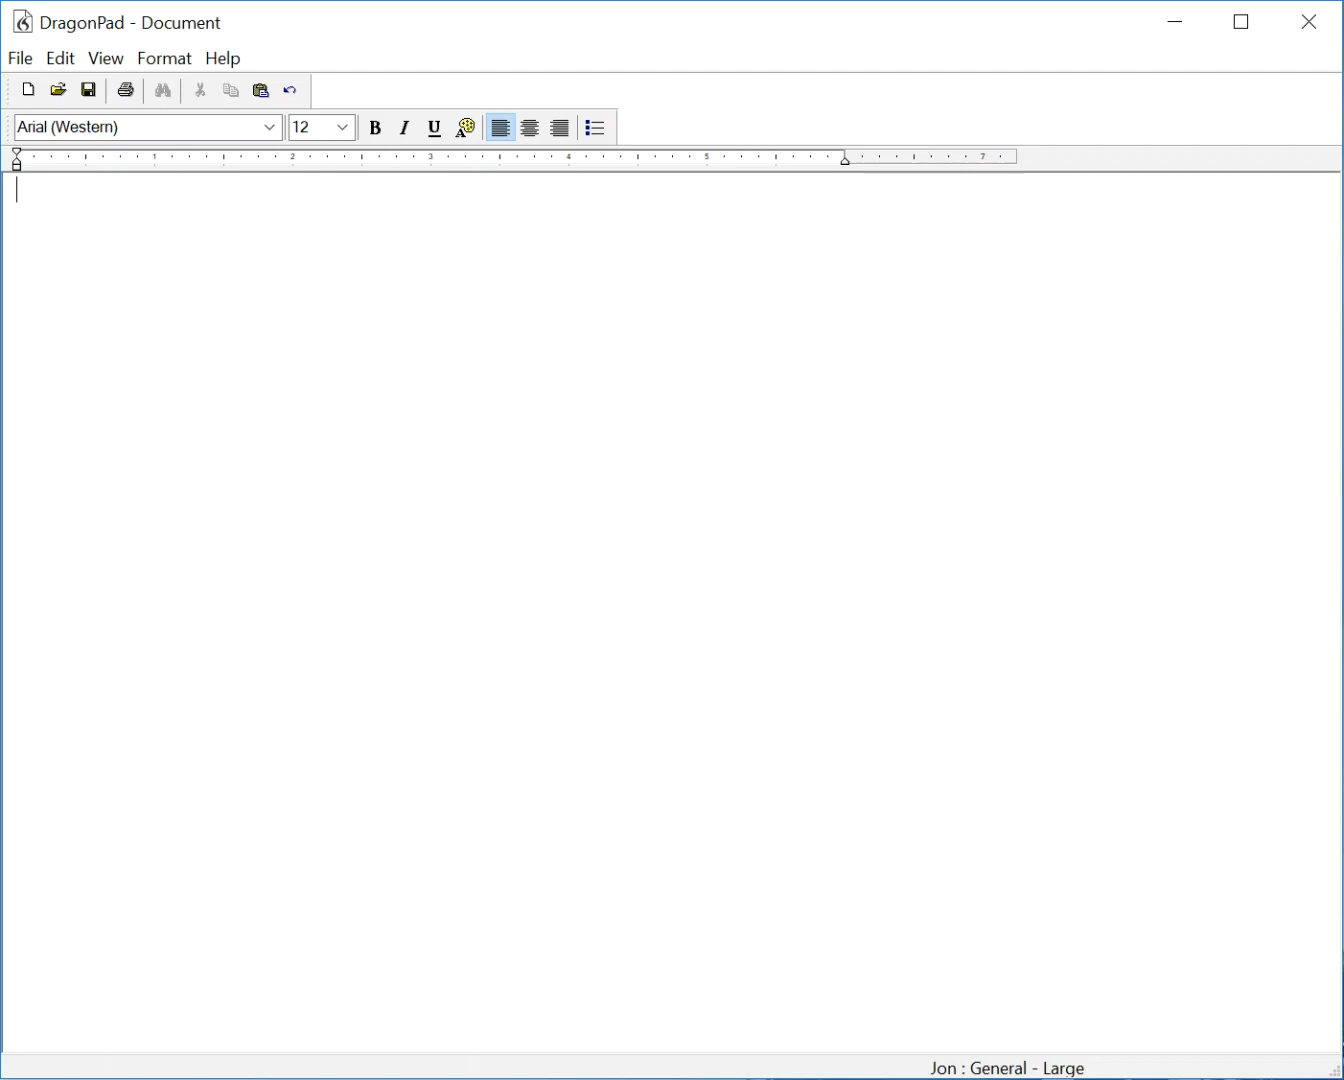 DragonPad - Document
File Edit View Format Help
Arial (Western) 12 B I U A
1 2 3 4 5 7
Jon : General - Large